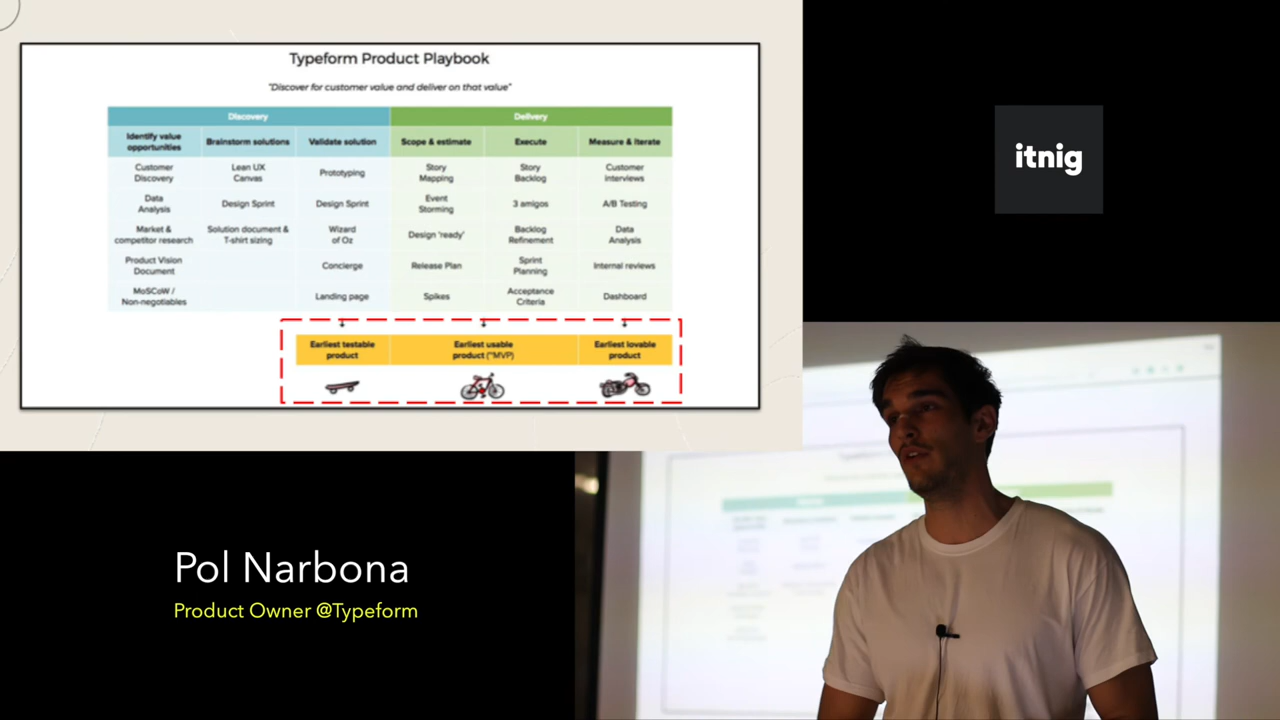 Typeform Product Playbook
"Discover for customer value and deliver on that value"
Discovery
Delivery
Identify value
opportunities
Brainstorm solutions
Validate solution
Scope & estimate
Execute
Measure & Iterate
Customer
Discovery
Lean UX
Canvas
Prototyping
Story
Mapping
Story
Backlog
Customer
interviews
Data
Analysis
Design Sprint
Design Sprint
Event
Storming
3 amigos
A/B Testing
Market &
competitor research
Solution document &
T-shirt sizing
Wizard
of Oz
Design 'ready'
Backlog
Refinement
Data
Analysis
Product Vision
Document
Concierge
Release Plan
Sprint
Planning
Internal reviews
MoSCoW /
Non-negotiables
Landing page
Spikes
Acceptance
Criteria
Dashboard
Earliest testable
product
Earliest usable
product (~MVP)
Earliest lovable
product
itnig
Pol Narbona
Product Owner @Typeform